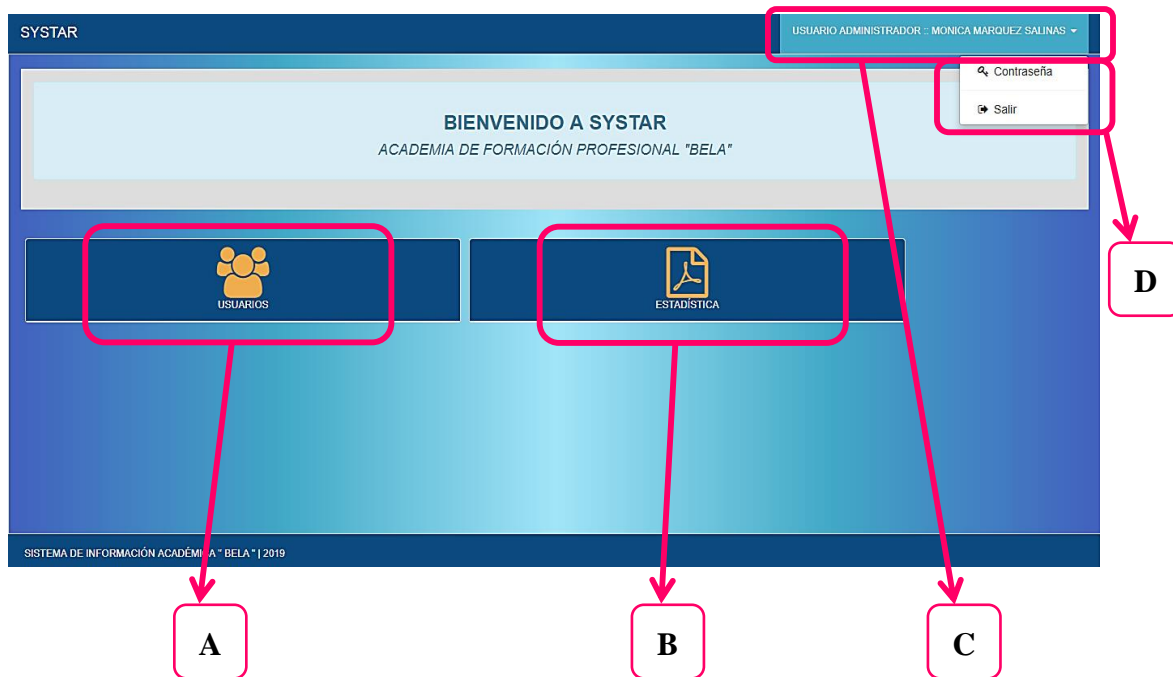 SYSTAR
USUARIO ADMINISTRADOR :: MONICA MARQUEZ SALINAS
Contraseña
Salir
BIENVENIDO A SYSTAR
ACADEMIA DE FORMACIÓN PROFESIONAL "BELA"
USUARIOS
ESTADÍSTICA
D
SISTEMA DE INFORMACIÓN ACADÉMICA " BELA " | 2019
A
B
C